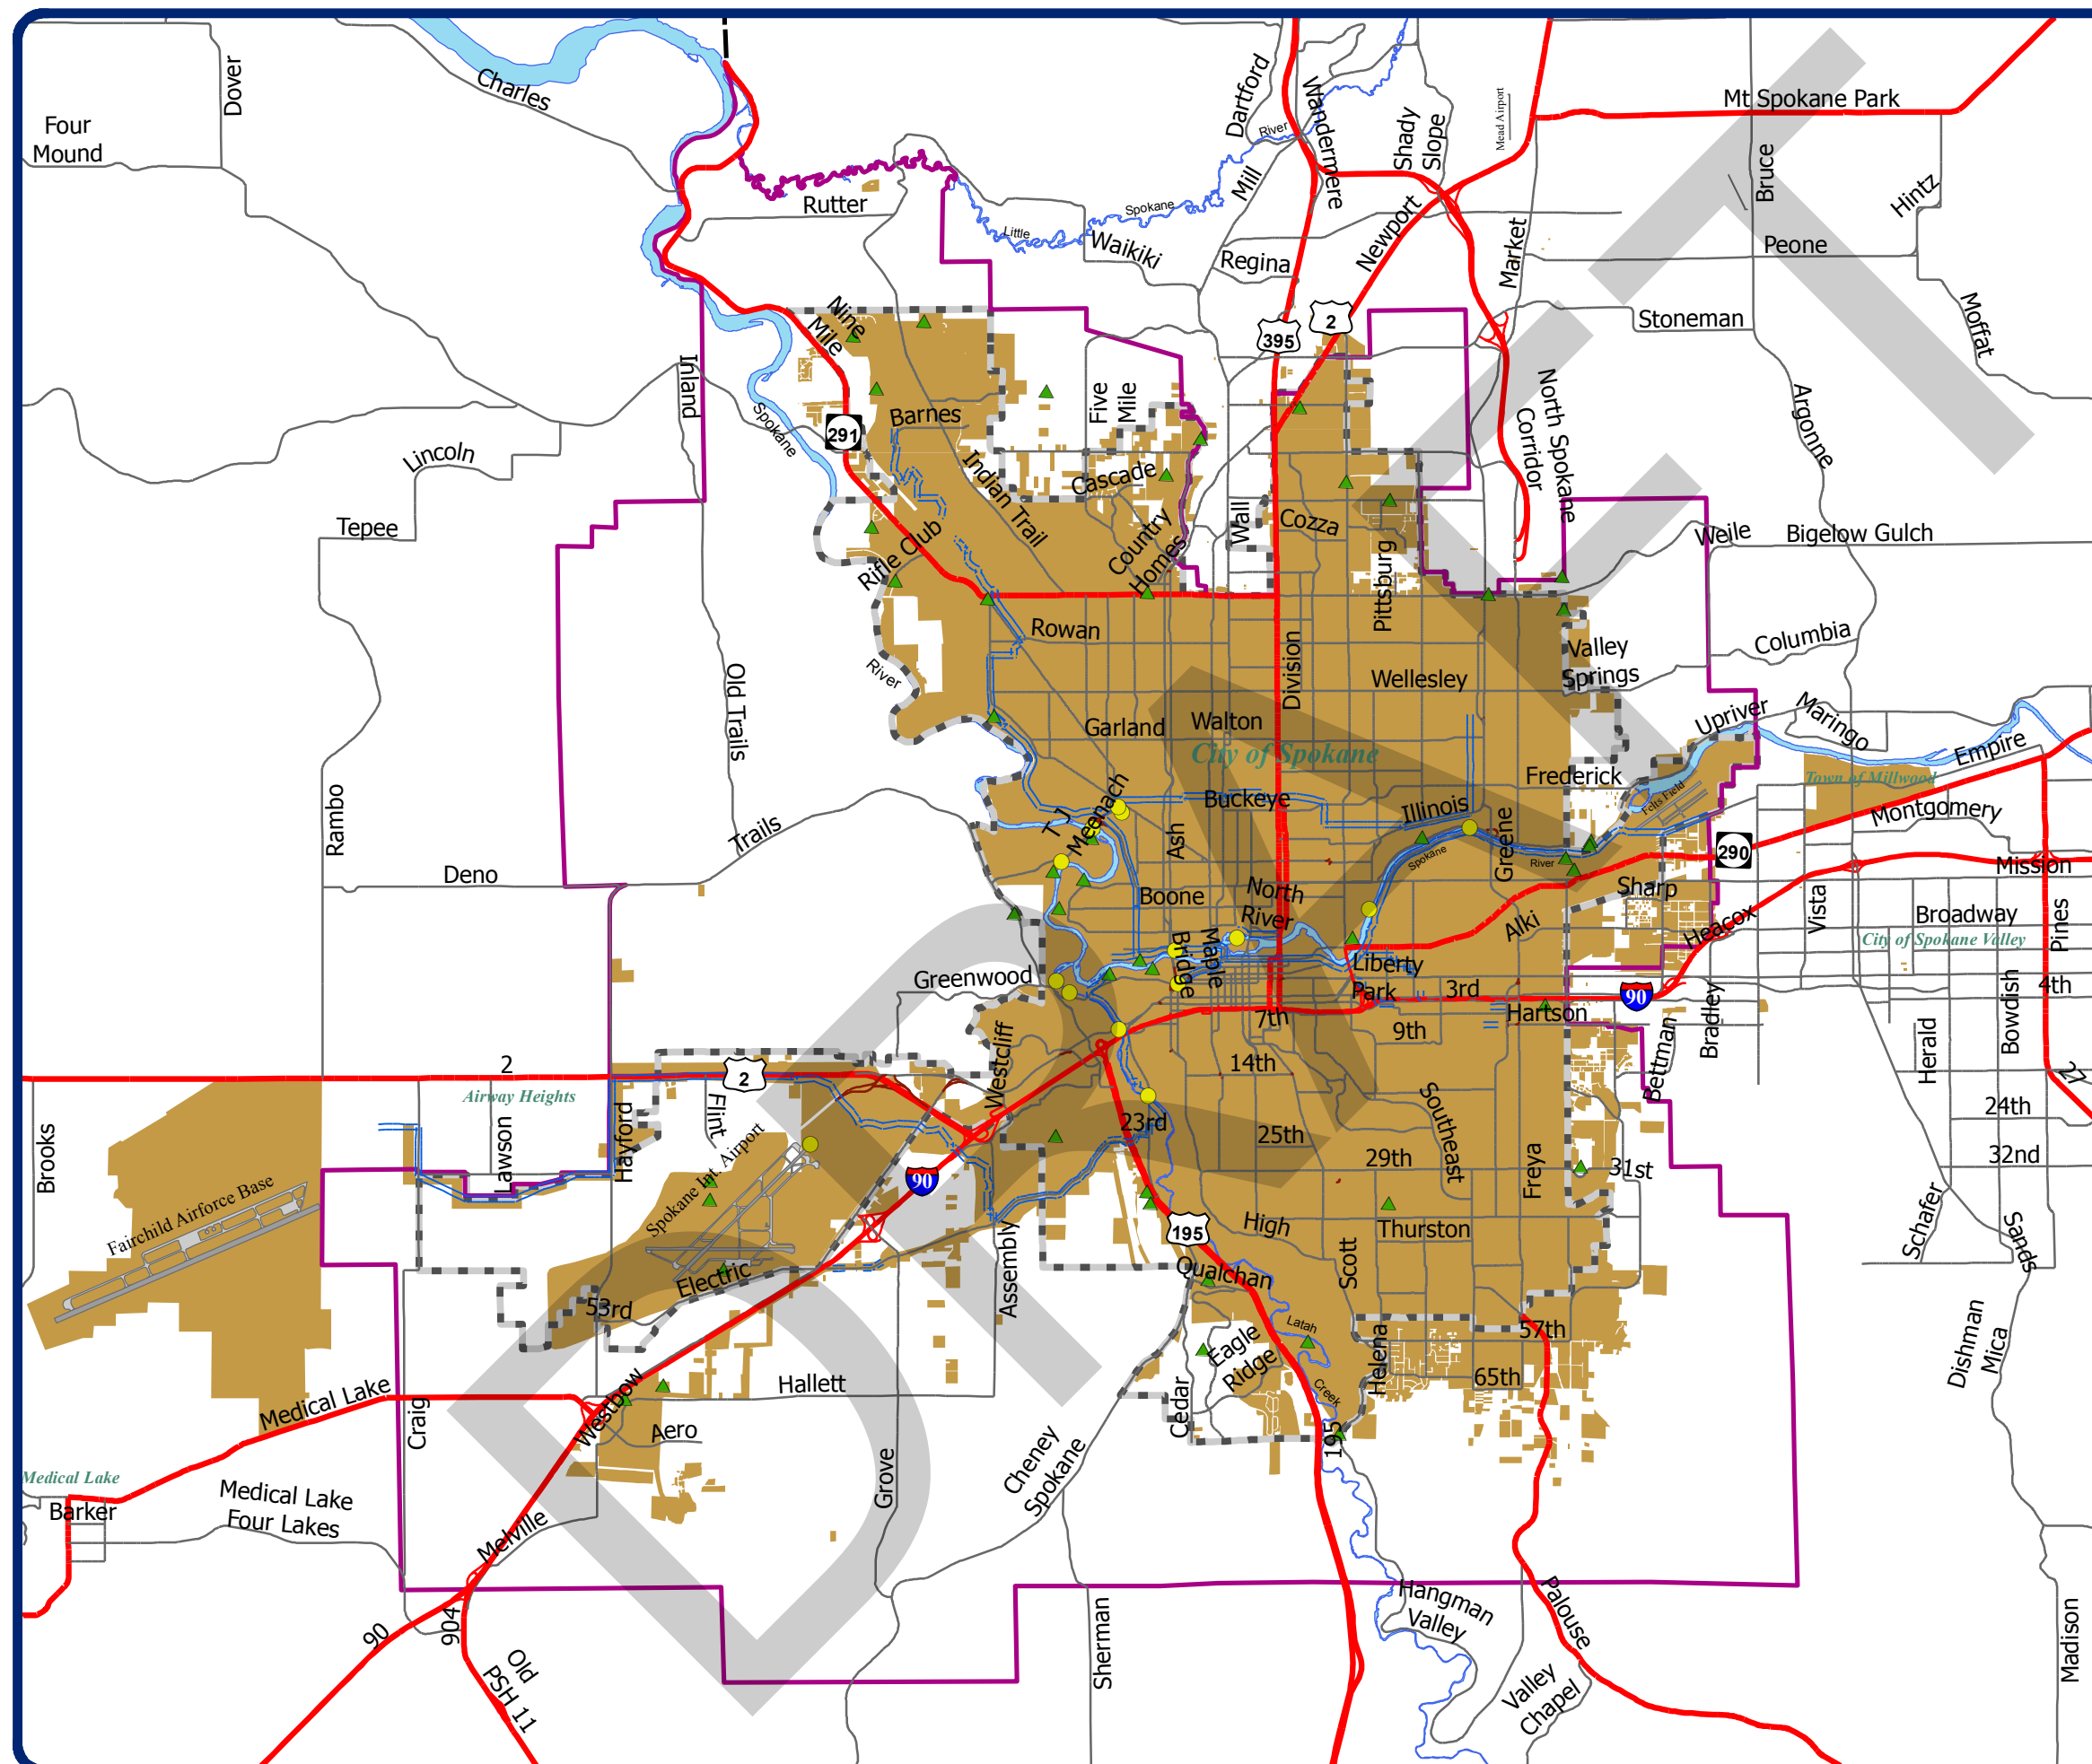 Dover
Charles
Four
Mound
Dartford
Wandermere
River
Shady
Slope
Mead Airport
Mt Spokane Park
Bruce
Hintz
Rutter
Mill
Spokane
Little
Waikiki
Regina
Newport
Market
Peone
Moffat
Stoneman
Nine
Mile
395
2
Inland
Spokane
291
Barnes
Five
Mile
North Spokane
Corridor
Argonne
Lincoln
Indian Trail
Cascade
Country
Homes
Wall
Cozza
Pittsburg
Tepee
Rifle Club
Weile
Bigelow Gulch
Rowan
Division
Valley
Springs
Columbia
River
Old Trails
Wellesley
Garland
Walton
City of Spokane
Upriver
Maringo
Empire
Frederick
Town of Millwood
Felts Field
Rambo
Trails
T J
Meenach
Buckeye
Illinois
Ash
Spokane
Greene
River
Montgomery
290
Mission
Deno
Boone
North
River
Sharp
Alki
Heacox
Vista
Broadway
City of Spokane Valley
Pines
Greenwood
Bridge
Maple
Liberty
Park
3rd
90
4th
Hartson
7th
9th
14th
Westcliff
Bettman
Bradley
Herald
Bowdish
27
2
2
Airway Heights
Brooks
Lawson
Hayford
Flint
Spokane Int. Airport
90
23rd
25th
29th
Southeast
Freya
31st
24th
32nd
Fairchild Airforce Base
Assembly
195
High
Thurston
Schafer
Sands
Electric
53rd
Qualchan
Scott
Latah
Eagle
Ridge
Creek
Helena
57th
65th
Dishman
Mica
Medical Lake
Craig
Westbow
Hallett
Aero
Grove
Cheney
Spokane
Cedar
195
Medical Lake
Barker
Medical Lake
Four Lakes
Melville
90
904
Old
PSH 11
Sherman
Hangman
Valley
Palouse
Valley
Chapel
Madison
DRAFT